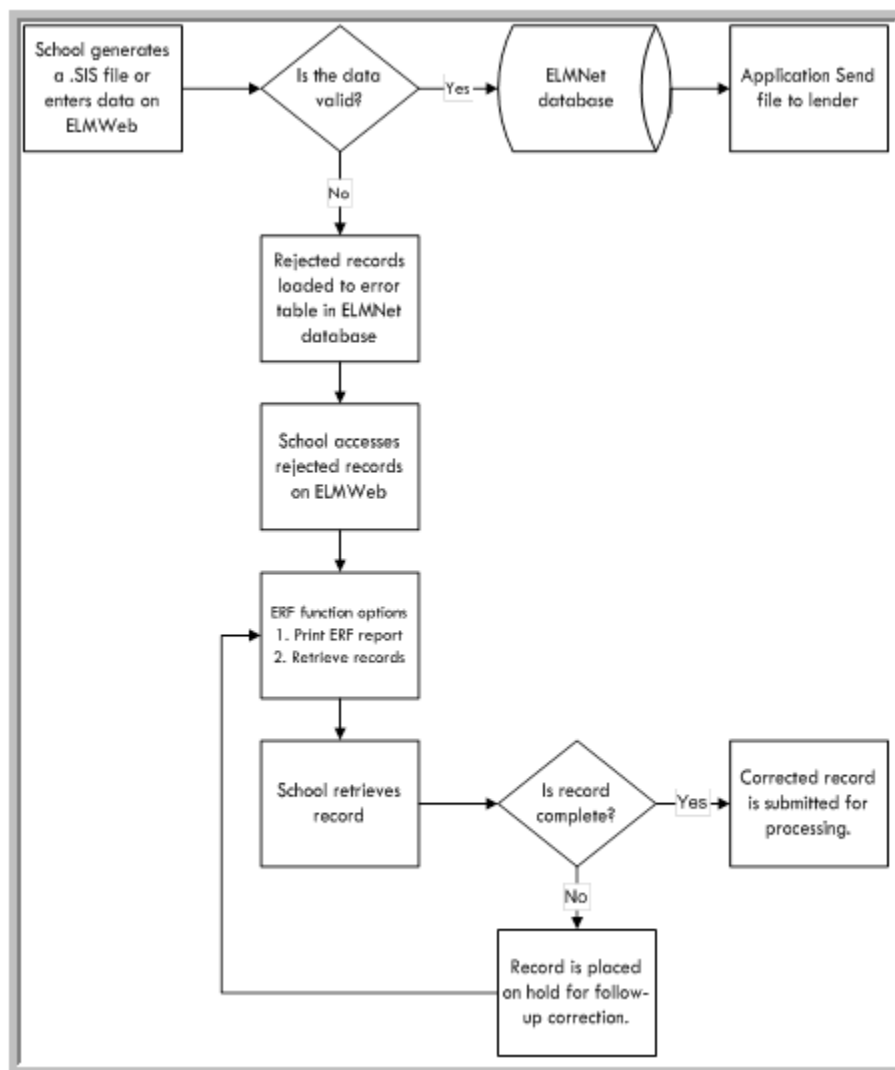 School generates
a .SIS file or
enters data on
ELMWeb
Is the data
valid?
Yes
ELMNet
database
Application Send
file to lender
No
Rejected records
loaded to error
table in ELMNet
database
School accesses
rejected records
on ELMWeb
ERF function options
1. Print ERF report
2. Retrieve records
School retrieves
record
Is record
complete?
Yes
Corrected record
is submitted for
processing.
No
Record is placed
on hold for follow-
up correction.